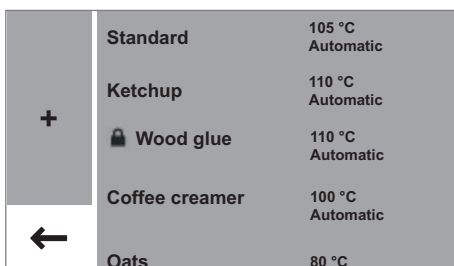 Standard 105 °C
Automatic
Ketchup 110 °C
Automatic
+
Wood glue 110 °C
Automatic
Coffee creamer 100 °C
Automatic
Oats 80 °C